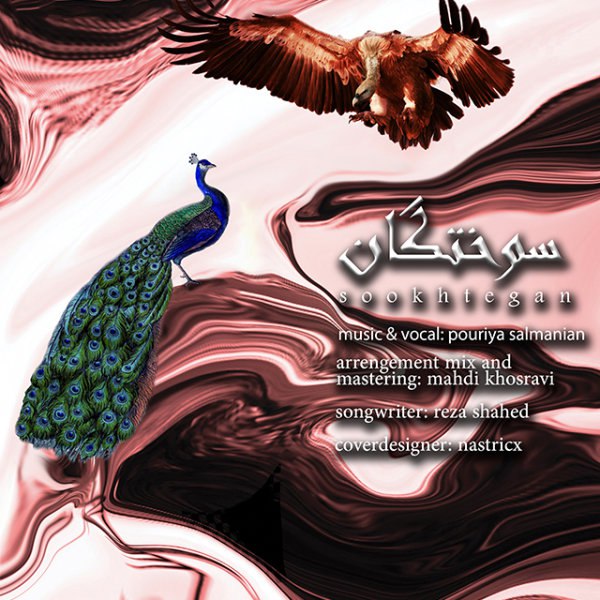 سوختگان
sookhtegan
music & vocal: pouriya salmanian
arrengement mix and
mastering: mahdi khosravi
songwriter: reza shahed
coverdesigner: nastricx